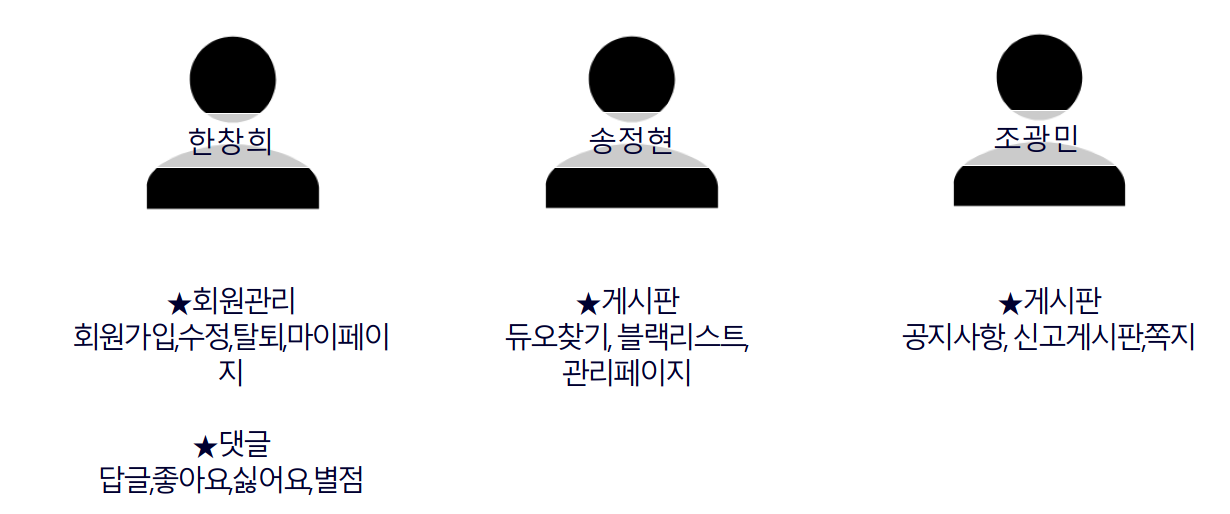 한창희
송정현
조광민
★회원관리
회원가입,수정,탈퇴,마이페이
지
★댓글
답글,좋아요,싫어요,별점
★게시판
듀오찾기, 블랙리스트,
관리페이지
★게시판
공지사항, 신고게시판,쪽지